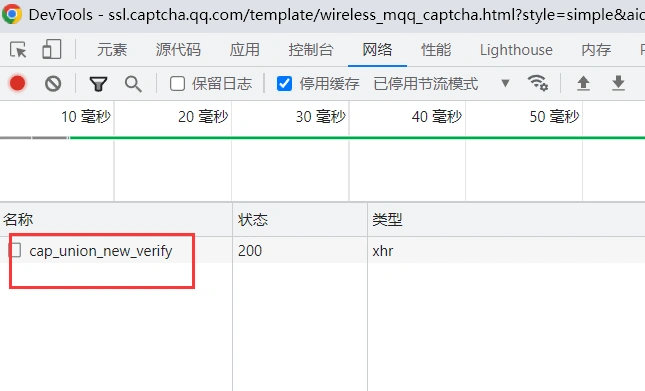 DevTools - ssl.captcha.qq.com/template/wireless_mqq_captcha.html?style=simple&aid
元素 源代码 应用 网络 性能 Lighthouse 内存
保留日志 停用缓存 已停用节流模式
10 毫秒 20 毫秒 30 毫秒 40 毫秒 50 毫秒
名称 状态 类型
cap_union_new_verify 200 xhr